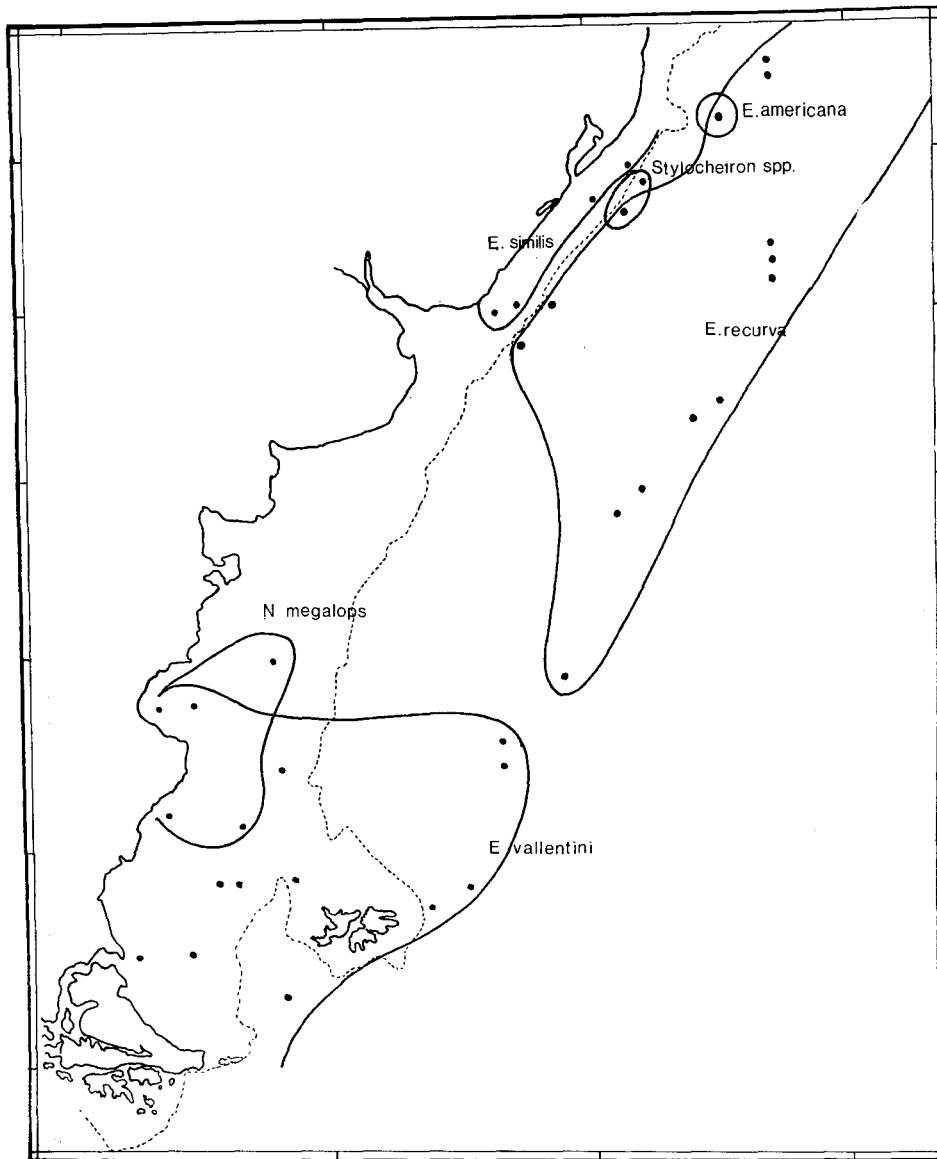 E. americana
Stylocheiron spp.
E. similis
E. recurva
N megalops
E. vallentini